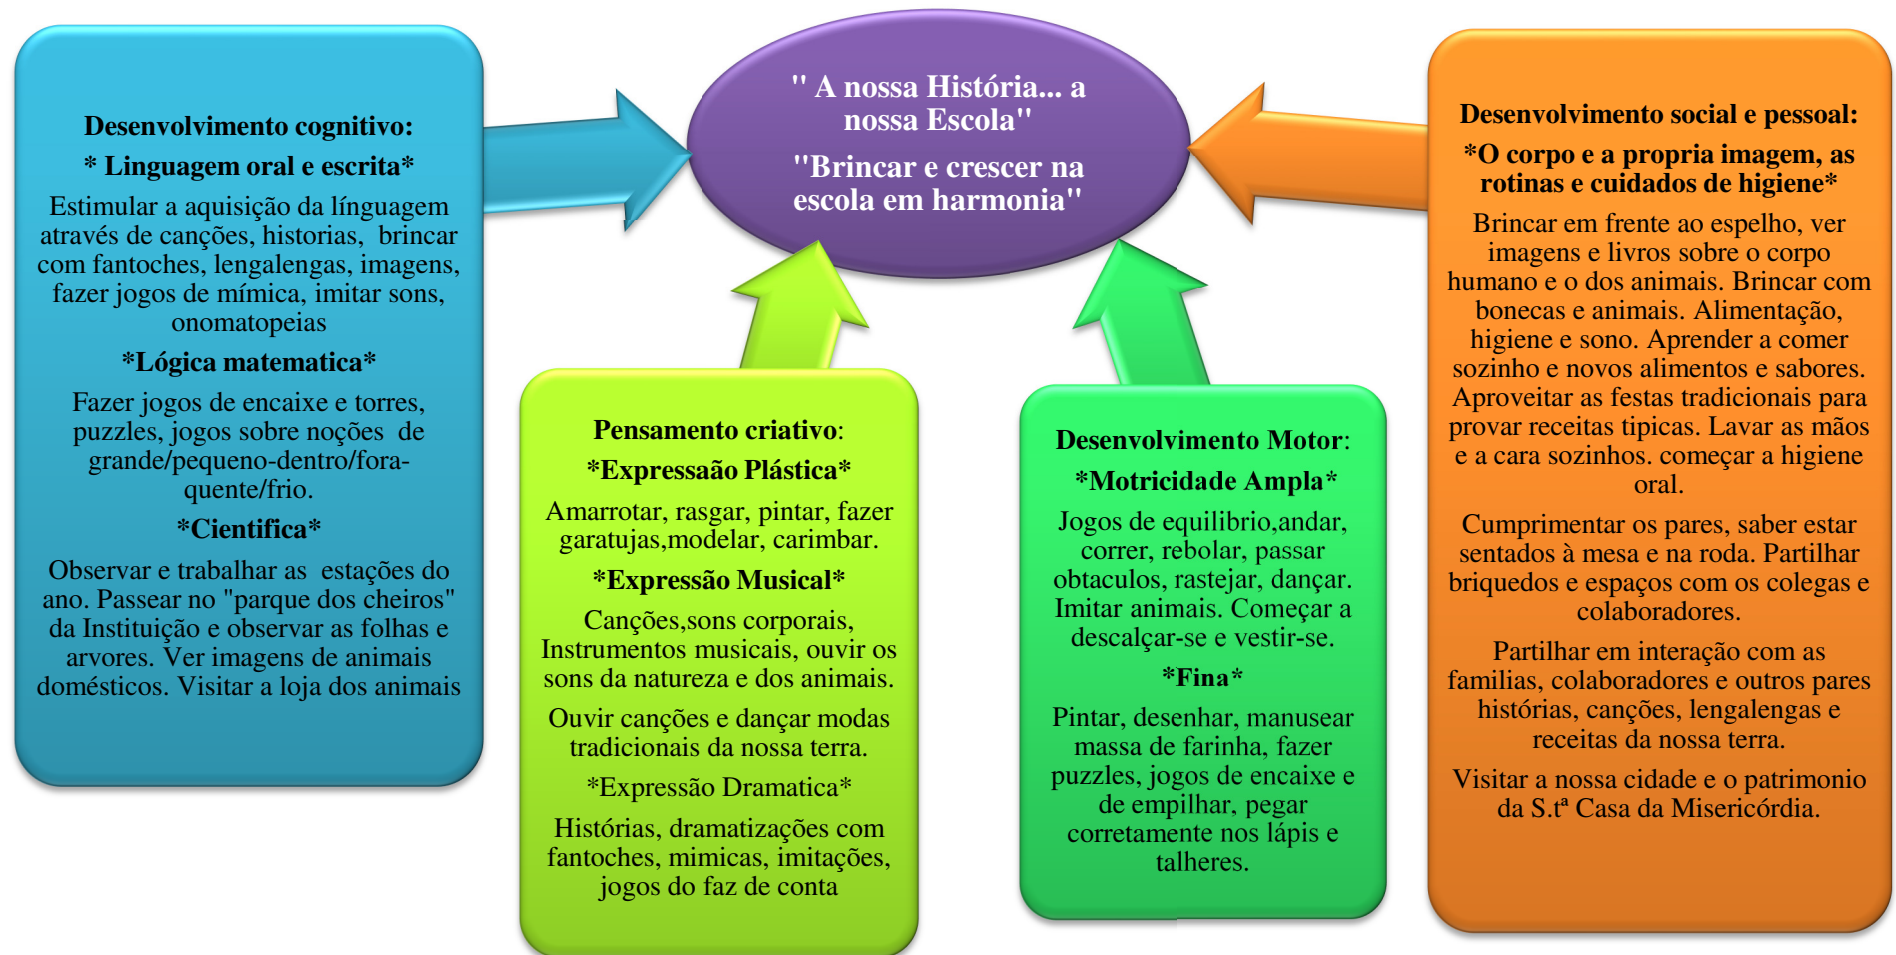 Desenvolvimento cognitivo:
* Linguagem oral e escrita*
Estimular a aquisição da línguagem
através de canções, historias,  brincar
com fantoches, lengalengas, imagens,
fazer jogos de mímica, imitar sons,
onomatopeias
*Lógica matematica*
Fazer jogos de encaixe e torres,
puzzles, jogos sobre noções  de
grande/pequeno-dentro/fora-
quente/frio.
*Cientifica*
Observar e trabalhar as  estações do
ano. Passear no "parque dos cheiros"
da Instituição e observar as folhas e
arvores. Ver imagens de animais
domésticos. Visitar a loja dos animais
" A nossa História... a
nossa Escola"
"Brincar e crescer na
escola em harmonia"
Pensamento criativo:
*Expressaão Plástica*
Amarrotar, rasgar, pintar, fazer
garatujas,modelar, carimbar.
*Expressão Musical*
Canções,sons corporais,
Instrumentos musicais, ouvir os
sons da natureza e dos animais.
Ouvir canções e dançar modas
tradicionais da nossa terra.
*Expressão Dramatica*
Histórias, dramatizações com
fantoches, mimicas, imitações,
jogos do faz de conta
Desenvolvimento Motor:
*Motricidade Ampla*
Jogos de equilibrio,andar,
correr, rebolar, passar
obtaculos, rastejar, dançar.
Imitar animais. Começar a
descalçar-se e vestir-se.
*Fina*
Pintar, desenhar, manusear
massa de farinha, fazer
puzzles, jogos de encaixe e
de empilhar, pegar
corretamente nos lápis e
talheres.
Desenvolvimento social e pessoal:
*O corpo e a propria imagem, as
rotinas e cuidados de higiene*
Brincar em frente ao espelho, ver
imagens e livros sobre o corpo
humano e o dos animais. Brincar com
bonecas e animais. Alimentação,
higiene e sono. Aprender a comer
sozinho e novos alimentos e sabores.
Aproveitar as festas tradicionais para
provar receitas tipicas. Lavar as mãos
e a cara sozinhos. começar a higiene
oral.
Cumprimentar os pares, saber estar
sentados à mesa e na roda. Partilhar
briquedos e espaços com os colegas e
colaboradores.
Partilhar em interação com as
familias, colaboradores e outros pares
histórias, canções, lengalengas e
receitas da nossa terra.
Visitar a nossa cidade e o patrimonio
da S.tª Casa da Misericórdia.